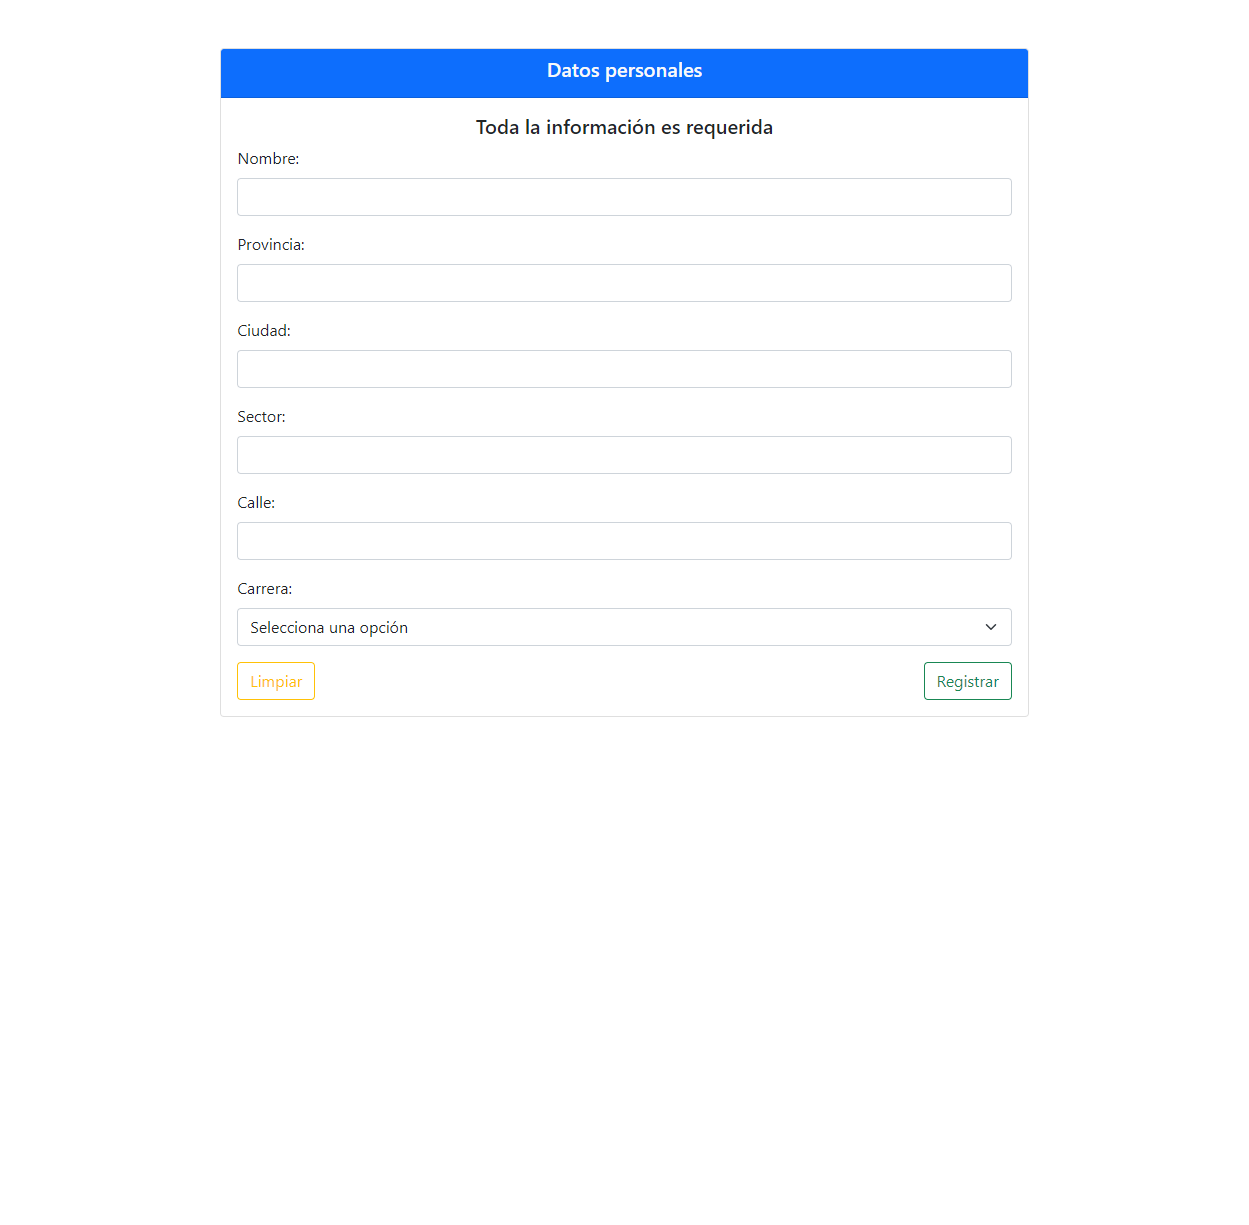 Datos personales
Toda la información es requerida
Nombre:
Provincia:
Ciudad:
Sector:
Calle:
Carrera:
Selecciona una opción
Limpiar
Registrar